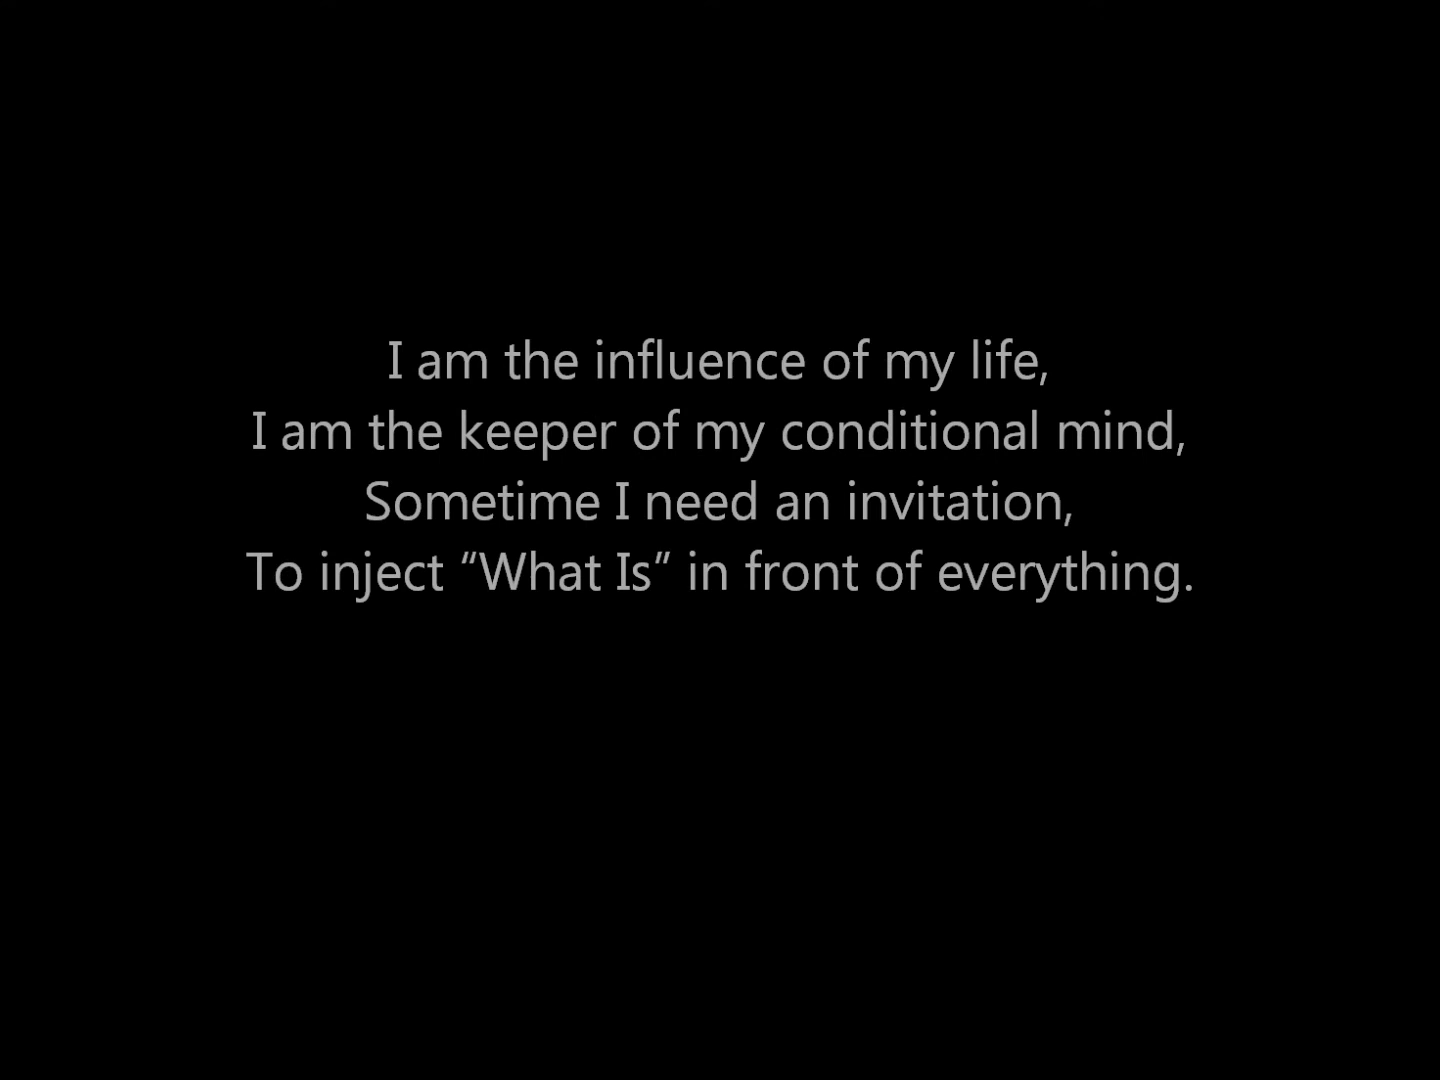 I am the influence of my life,
I am the keeper of my conditional mind,
Sometime I need an invitation,
To inject “What Is” in front of everything.